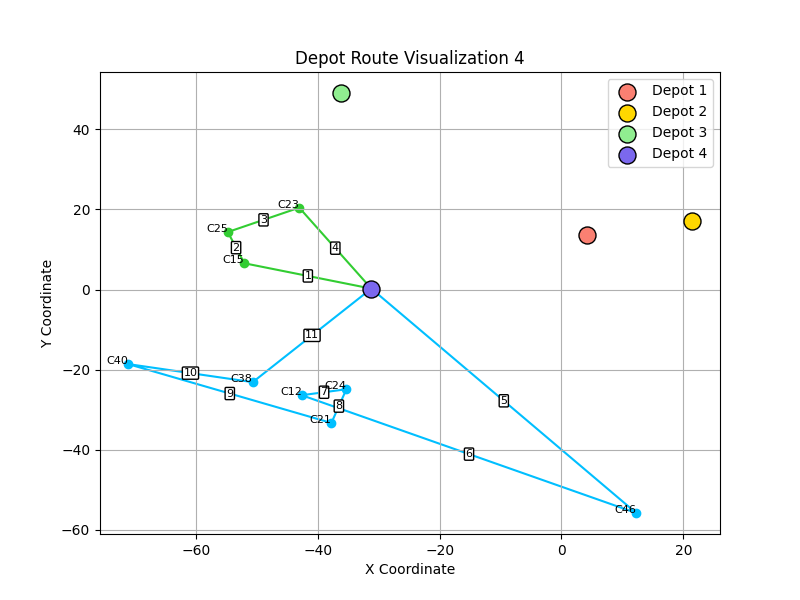 Depot Route Visualization 4
Depot 1
Depot 2
Depot 3
Depot 4
Y Coordinate
40
20
0
−20
−40
−60
C23
C25
3
2
4
C15
1
11
C40
10
C38
9
C12
7
C24
8
C21
5
6
C46
−60
−40
−20
0
20
X Coordinate